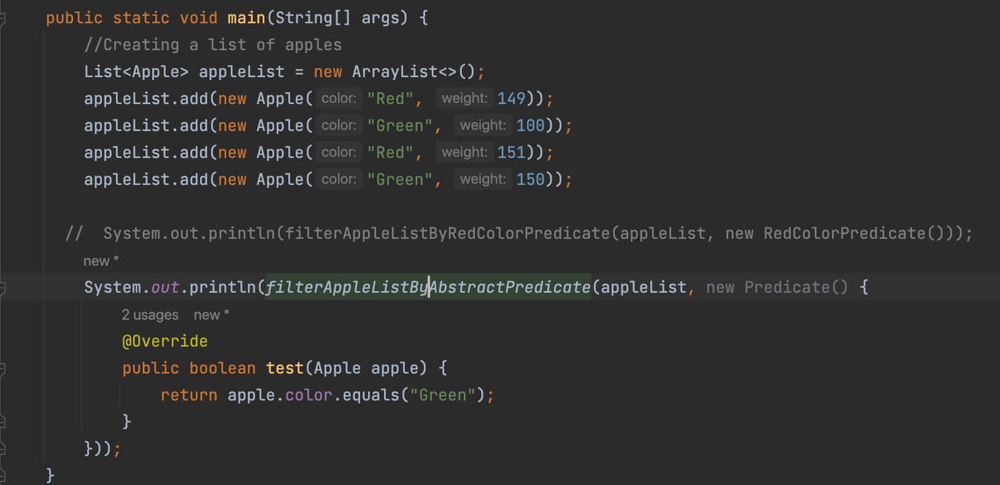 public static void main(String[] args) {
//Creating a list of apples
List<Apple> appleList = new ArrayList<>();
appleList.add(new Apple( color: "Red", weight: 149));
appleList.add(new Apple( color: "Green", weight: 100));
appleList.add(new Apple( color: "Red", weight: 151));
appleList.add(new Apple( color: "Green", weight: 150));
// System.out.println(filterAppleListByRedColorPredicate(appleList, new RedColorPredicate()));
new *
System.out.println(filterAppleListByAbstractPredicate(appleList, new Predicate() {
2 usages new *
@Override
public boolean test(Apple apple) {
return apple.color.equals("Green");
}
}));
}